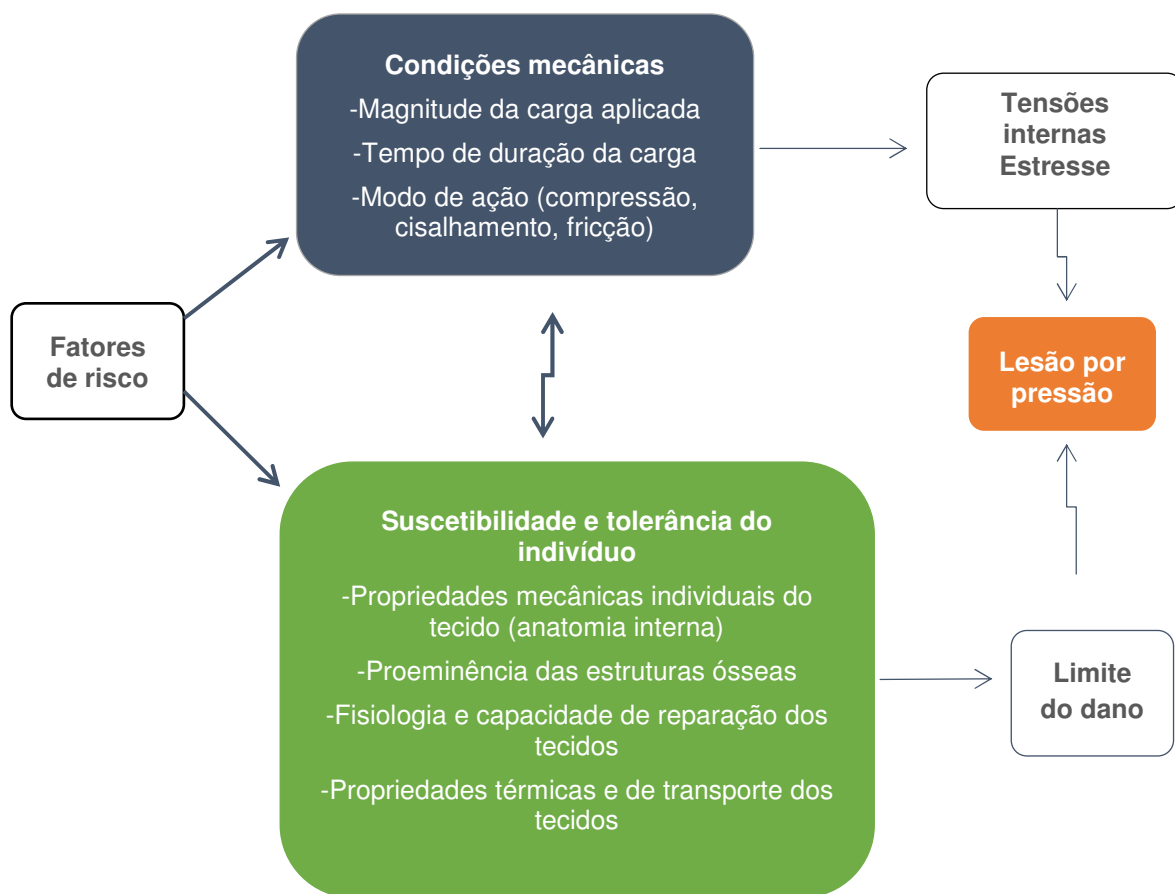 Condições mecânicas
-Magnitude da carga aplicada
-Tempo de duração da carga
-Modo de ação (compressão,
cisalhamento, fricção)
Tensões
internas
Estresse
Fatores
de risco
Lesão por
pressão
Suscetibilidade e tolerância do
indivíduo
-Propriedades mecânicas individuais do
tecido (anatomia interna)
-Proeminência das estruturas ósseas
-Fisiologia e capacidade de reparação dos
tecidos
-Propriedades térmicas e de transporte dos
tecidos
Limite
do dano